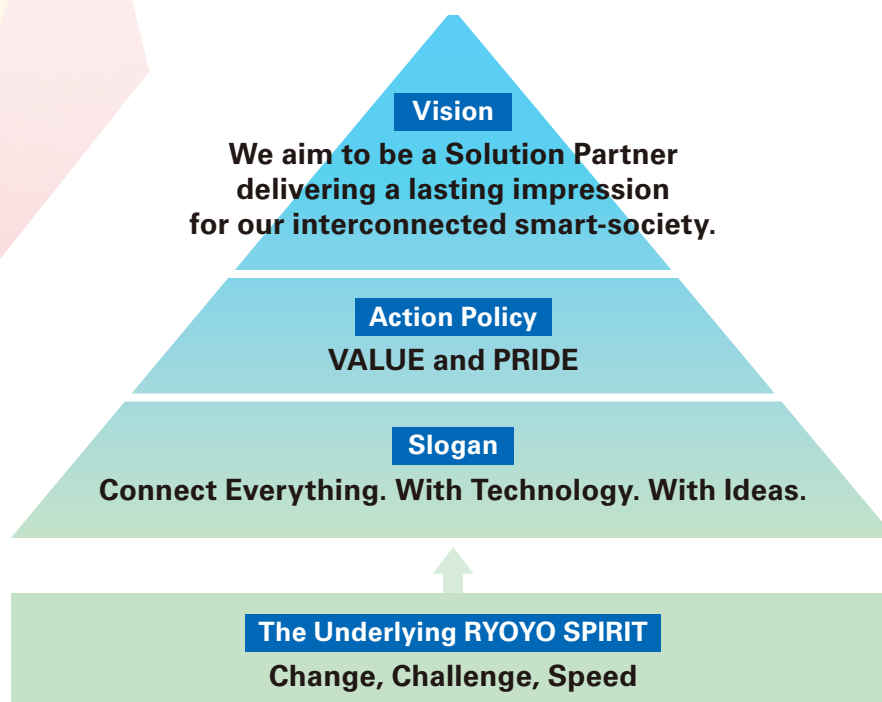 Vision
We aim to be a Solution Partner
delivering a lasting impression
for our interconnected smart-society.
Action Policy
VALUE and PRIDE
Slogan
Connect Everything. With Technology. With Ideas.
The Underlying RYOYO SPIRIT
Change, Challenge, Speed